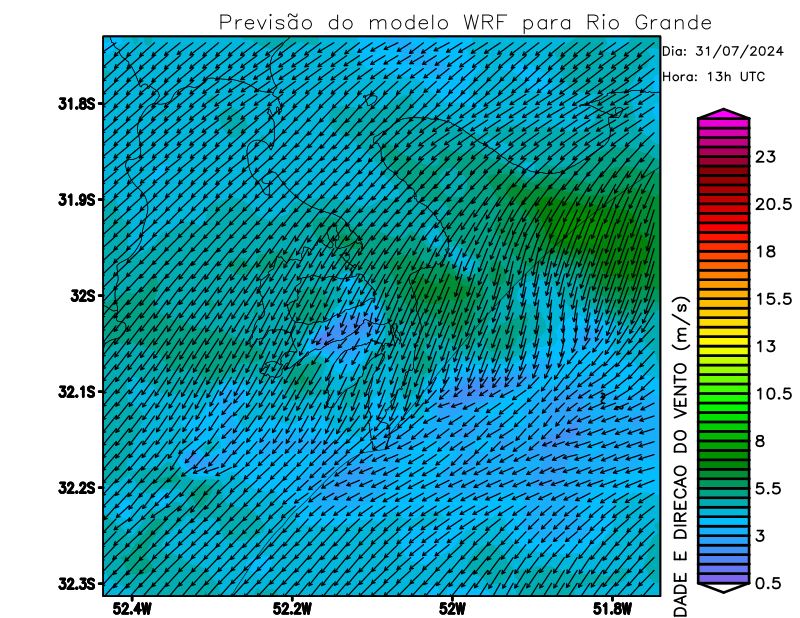 Previsão do modelo WRF para Rio Grande
Dia: 31/07/2024
Hora: 13h UTC
31.8S
31.9S
32S
32.1S
32.2S
32.3S
52.4W
52.2W
52W
51.8W
23
20.5
18
15.5
13
10.5
8
5.5
3
0.5
DADE E DIRECAO DO VENTO (m/s)